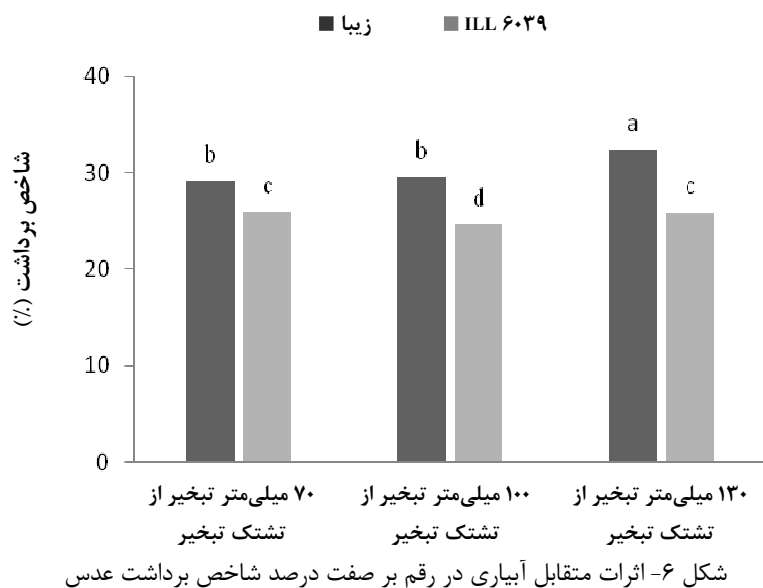 زیبا
ILL ۶۰۳۹
شاخص برداشت (٪)
40
30
20
10
0
b
c
b
d
a
c
۷۰ میلی‌متر تبخیر از
تشتک تبخیر
۱۰۰ میلی‌متر تبخیر از
تشتک تبخیر
۱۳۰ میلی‌متر تبخیر از
تشتک تبخیر
شکل ۶- اثرات متقابل آبیاری در رقم بر صفت درصد شاخص برداشت عدس